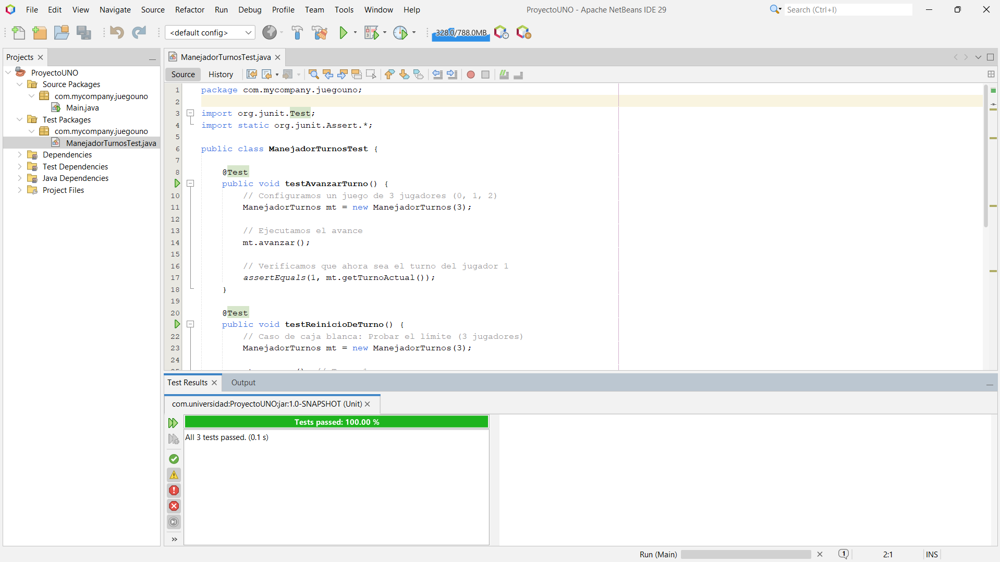 File Edit View Navigate Source Refactor Run Debug Profile Team Tools Window Help
ProyectoUNO - Apache NetBeans IDE 29
Search (Ctrl+I)
<default config>
328.0/788.0MB
Projects
ProyectoUNO
Source Packages
com.mycompany.juegouno
Main.java
Test Packages
com.mycompany.juegouno
ManejadorTurnosTest.java
Dependencies
Test Dependencies
Java Dependencies
Project Files
ManejadorTurnosTest.java
Source History
1 package com.mycompany.juegouno;
2
3 import org.junit.Test;
4 import static org.junit.Assert.*;
5
6 public class ManejadorTurnosTest {
7
8 @Test
public void testAvanzarTurno() {
10 // Configuramos un juego de 3 jugadores (0, 1, 2)
11 ManejadorTurnos mt = new ManejadorTurnos(3);
12
13 // Ejecutamos el avance
14 mt.avanzar();
15
16 // Verificamos que ahora sea el turno del jugador 1
17 assertEquals(1, mt.getTurnoActual());
18 }
19
20 @Test
public void testReinicioDeTurno() {
22 // Caso de caja blanca: Probar el límite (3 jugadores)
23 ManejadorTurnos mt = new ManejadorTurnos(3);
24
Test Results Output
com.universidad:ProyectoUNO:jar:1.0-SNAPSHOT (Unit)
Tests passed: 100.00 %
All 3 tests passed. (0.1 s)
Run (Main)
1
2:1
INS